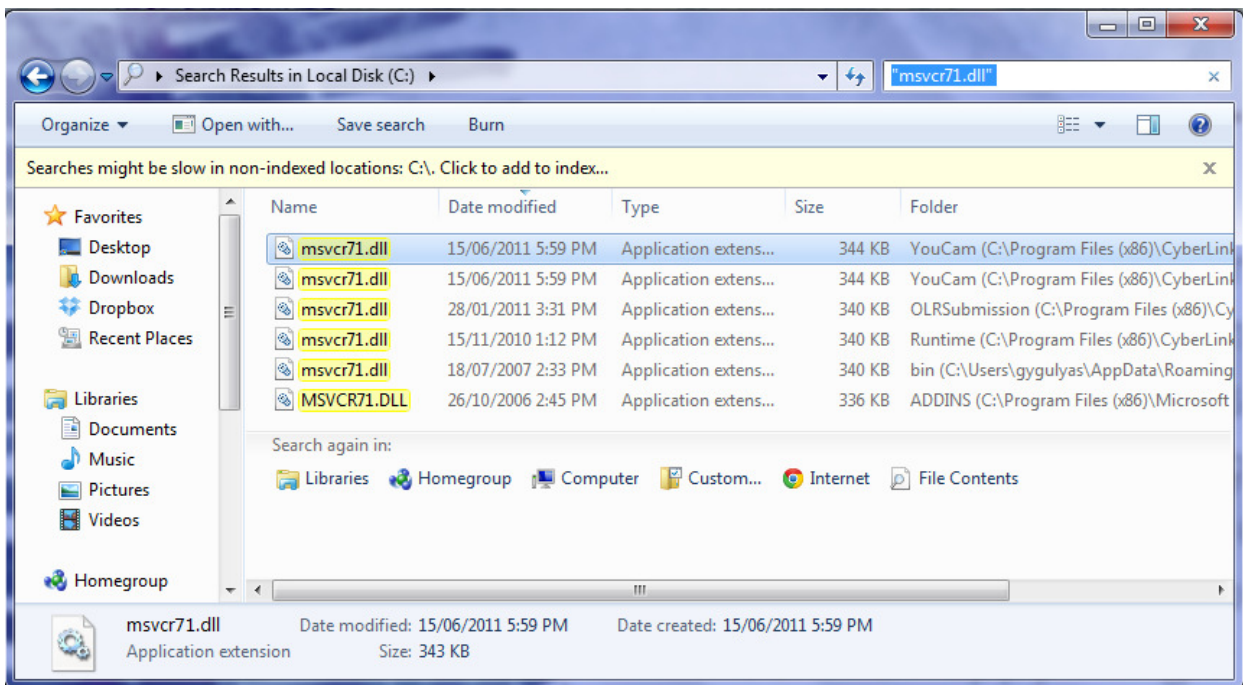 Search Results in Local Disk (C:)
"msvcr71.dll"
Organize Open with... Save search Burn
Searches might be slow in non-indexed locations: C:\. Click to add to index...
Favorites
Desktop
Downloads
Dropbox
Recent Places
Libraries
Documents
Music
Pictures
Videos
Homegroup
Name Date modified Type Size Folder
msvcr71.dll 15/06/2011 5:59 PM Application extens... 344 KB YouCam (C:\Program Files (x86)\CyberLink
msvcr71.dll 15/06/2011 5:59 PM Application extens... 344 KB YouCam (C:\Program Files (x86)\CyberLink
msvcr71.dll 28/01/2011 3:31 PM Application extens... 340 KB OLRSubmission (C:\Program Files (x86)\Cy
msvcr71.dll 15/11/2010 1:12 PM Application extens... 340 KB Runtime (C:\Program Files (x86)\CyberLink
msvcr71.dll 18/07/2007 2:33 PM Application extens... 340 KB bin (C:\Users\gygulyas\AppData\Roaming
MSVCR71.DLL 26/10/2006 2:45 PM Application extens... 336 KB ADDINS (C:\Program Files (x86)\Microsoft
Search again in:
Libraries Homegroup Computer Custom... Internet File Contents
msvcr71.dll Date modified: 15/06/2011 5:59 PM Date created: 15/06/2011 5:59 PM
Application extension Size: 343 KB